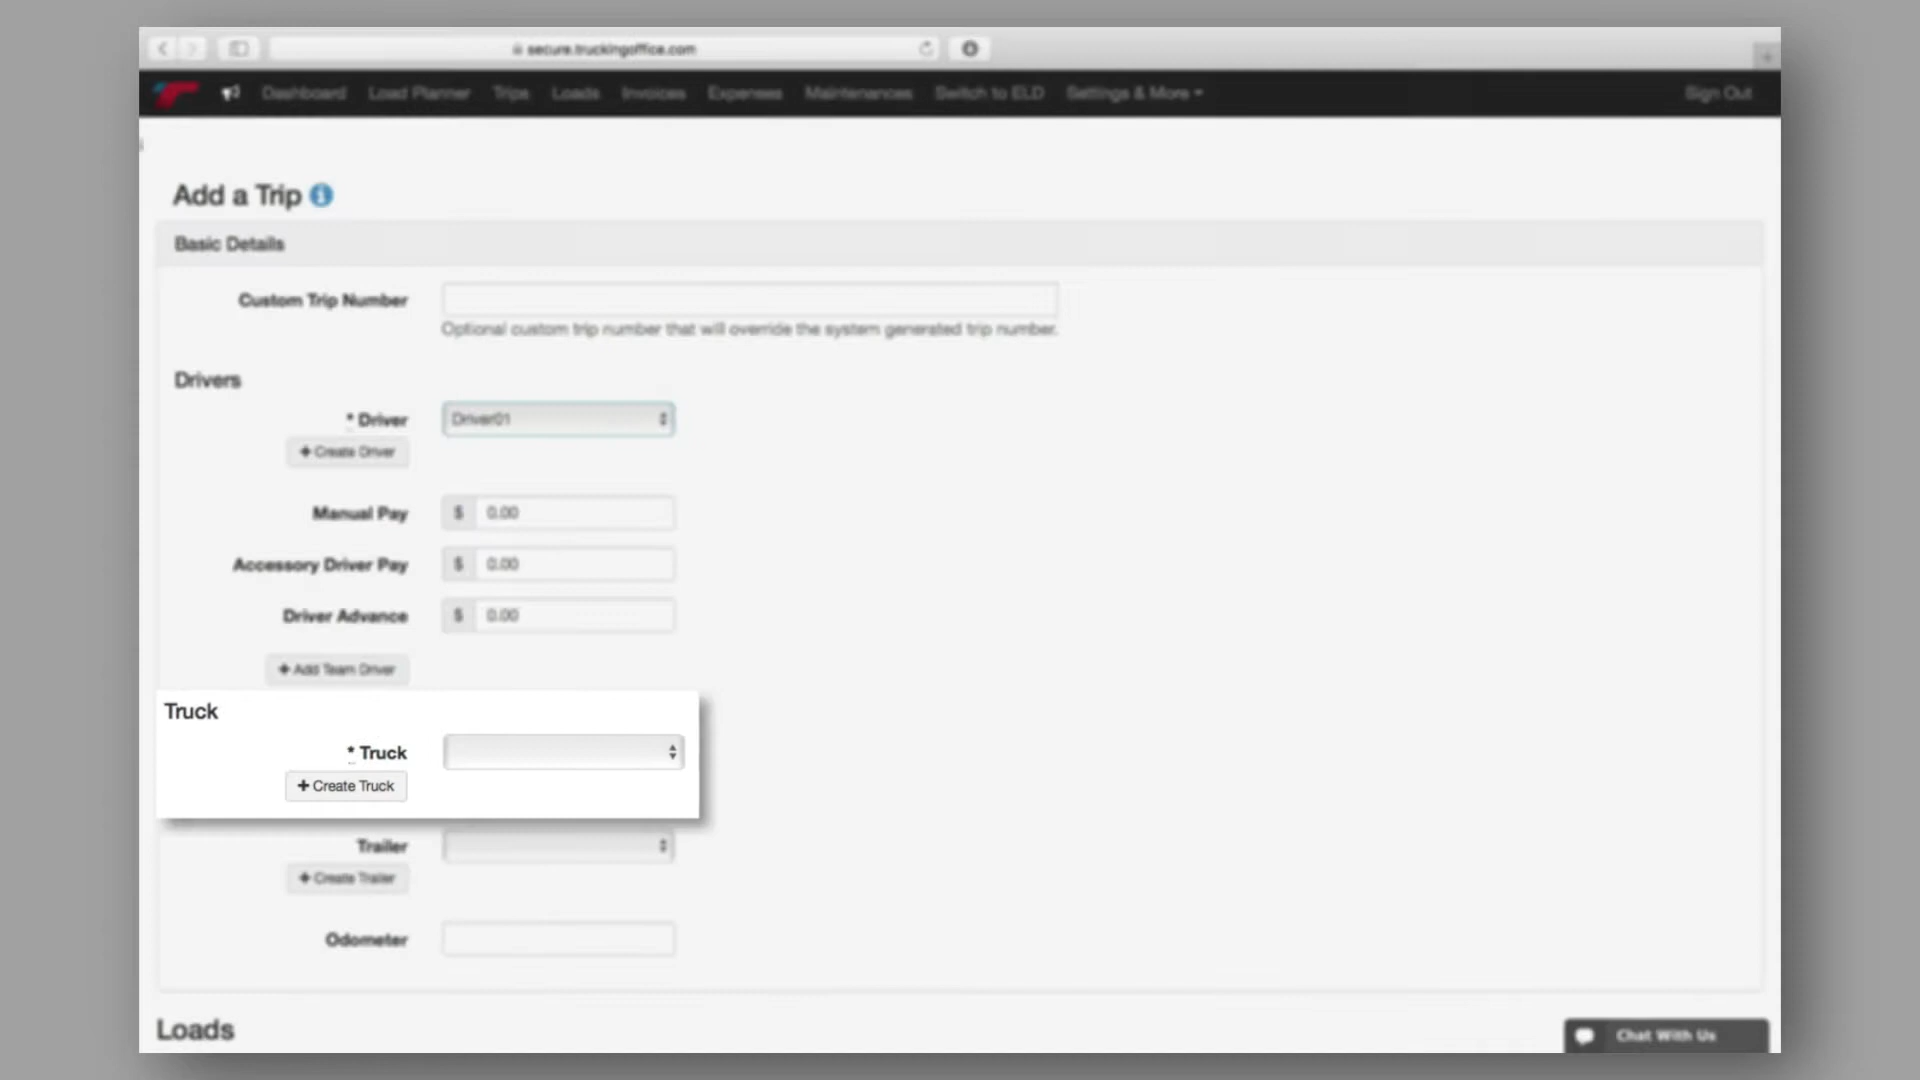 secure.truckingoffice.com
Dashboard Load Planner Trips Loads Invoices Expenses Maintenances Switch to ELD Settings & More Sign Out
Add a Trip
Basic Details
Custom Trip Number
Optional custom trip number that will override the system generated trip number.
Drivers
* Driver Driver01
+ Create Driver
Manual Pay $ 0.00
Accessory Driver Pay $ 0.00
Driver Advance $ 0.00
+ Add Team Driver
Truck
* Truck
+ Create Truck
Trailer
+ Create Trailer
Odometer
Loads
Chat With Us